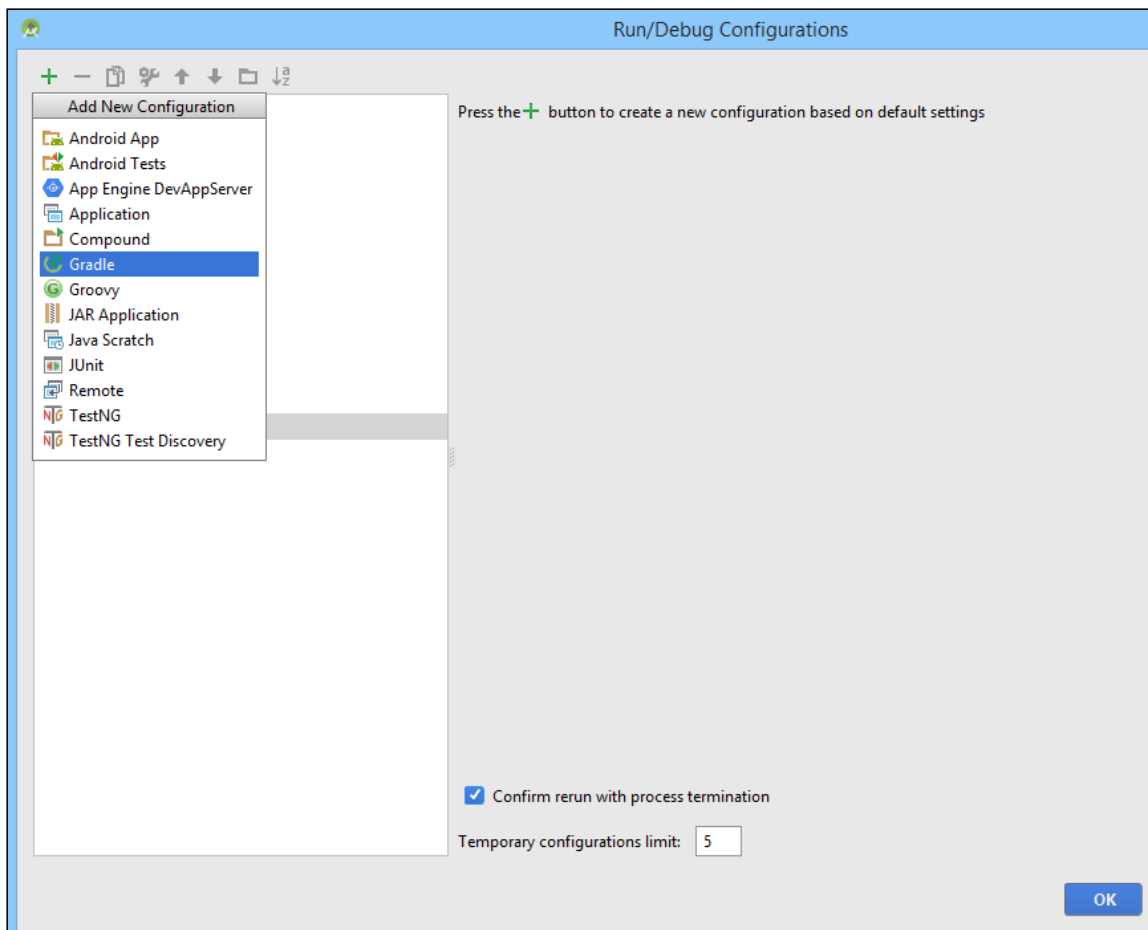 Run/Debug Configurations
Add New Configuration
Press the + button to create a new configuration based on default settings
Android App
Android Tests
App Engine DevAppServer
Application
Compound
Gradle
Groovy
JAR Application
Java Scratch
JUnit
Remote
TestNG
TestNG Test Discovery
Confirm rerun with process termination
Temporary configurations limit: 5
OK